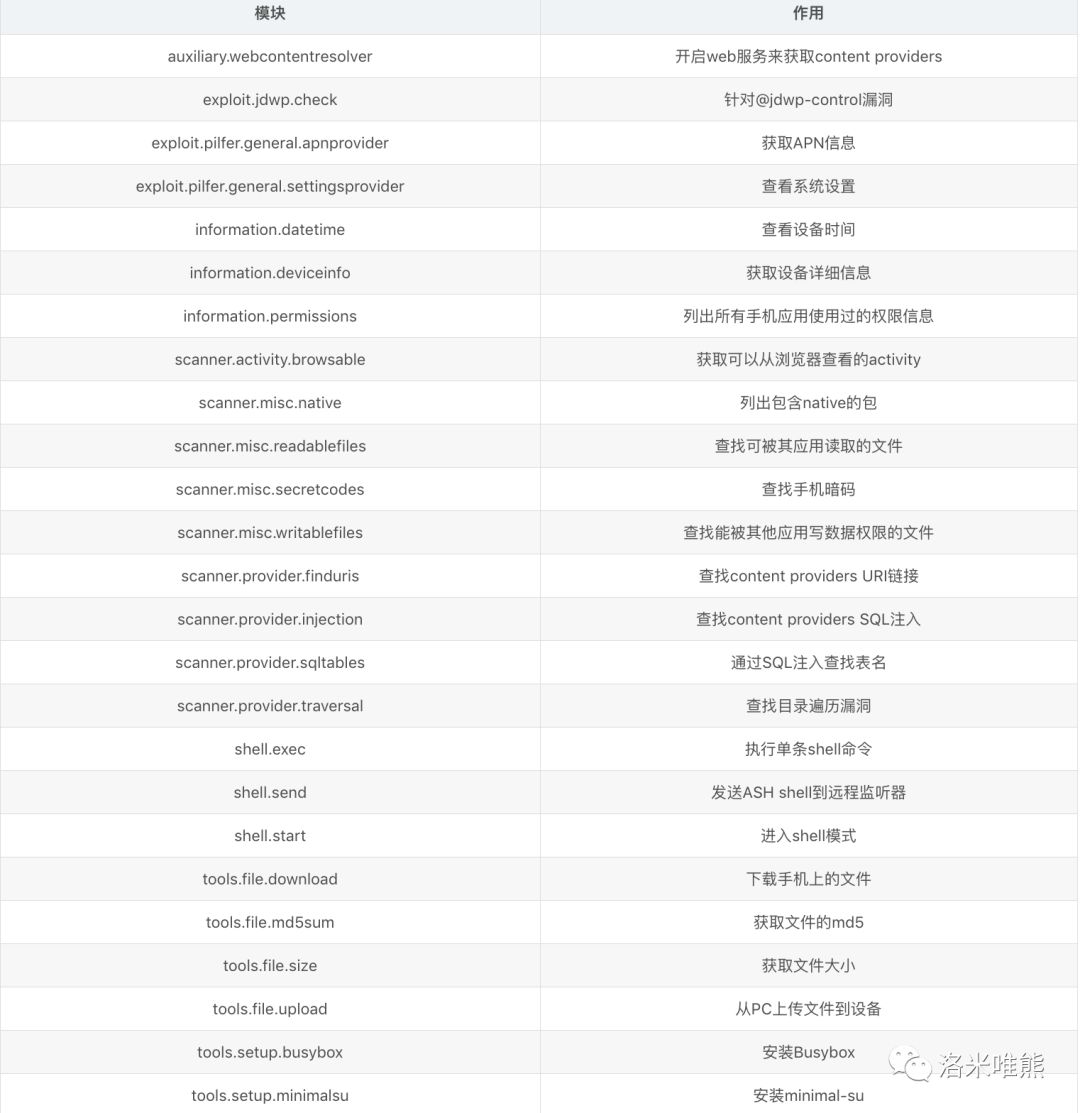 模块 作用
auxiliary.webcontentresolver 开启web服务来获取content providers
exploit.jdwp.check 针对@jdwp-control漏洞
exploit.pilfer.general.apnprovider 获取APN信息
exploit.pilfer.general.settingsprovider 查看系统设置
information.datetime 查看设备时间
information.deviceinfo 获取设备详细信息
information.permissions 列出所有手机应用使用过的权限信息
scanner.activity.browsable 获取可以从浏览器查看的activity
scanner.misc.native 列出包含native的包
scanner.misc.readablefiles 查找可被其应用读取的文件
scanner.misc.secretcodes 查找手机暗码
scanner.misc.writablefiles 查找能被其他应用写数据权限的文件
scanner.provider.finduris 查找content providers URI链接
scanner.provider.injection 查找content providers SQL注入
scanner.provider.sqltables 通过SQL注入查找表名
scanner.provider.traversal 查找目录遍历漏洞
shell.exec 执行单条shell命令
shell.send 发送ASH shell到远程监听器
shell.start 进入shell模式
tools.file.download 下载手机上的文件
tools.file.md5sum 获取文件的md5
tools.file.size 获取文件大小
tools.file.upload 从PC上传文件到设备
tools.setup.busybox 安装Busybox
洛米唯熊
tools.setup.minimalsu 安装minimal-su